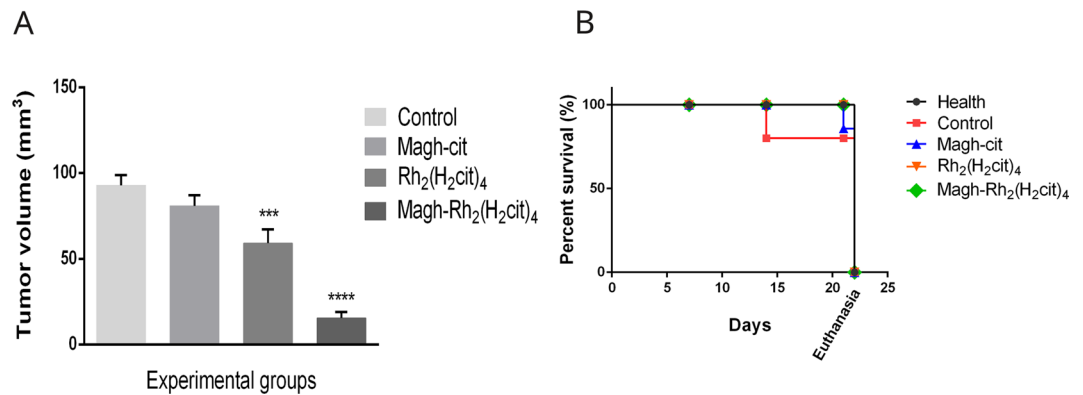 A
Tumor volume (mm³)
150
100
50
0
***
****
Experimental groups
Control
Magh-cit
Rh₂(H₂cit)₄
Magh-Rh₂(H₂cit)₄
B
Percent survival (%)
100
50
0
0 5 10 15 20 25
Days
Euthanasia
Health
Control
Magh-cit
Rh₂(H₂cit)₄
Magh-Rh₂(H₂cit)₄